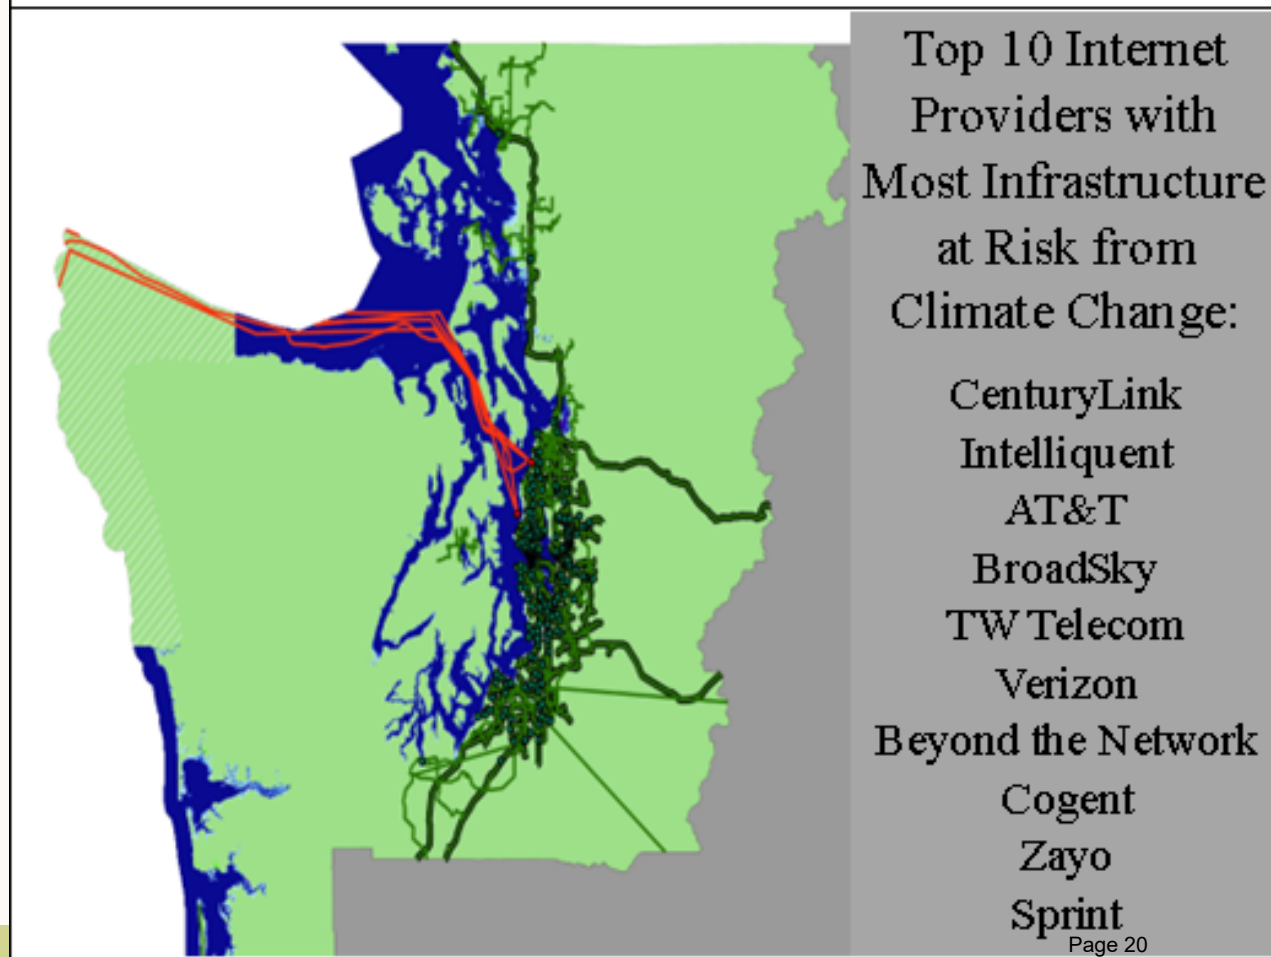 Top 10 Internet
Providers with
Most Infrastructure
at Risk from
Climate Change:
CenturyLink
Intelliquent
AT&T
BroadSky
TW Telecom
Verizon
Beyond the Network
Cogent
Zayo
Sprint
Page 20